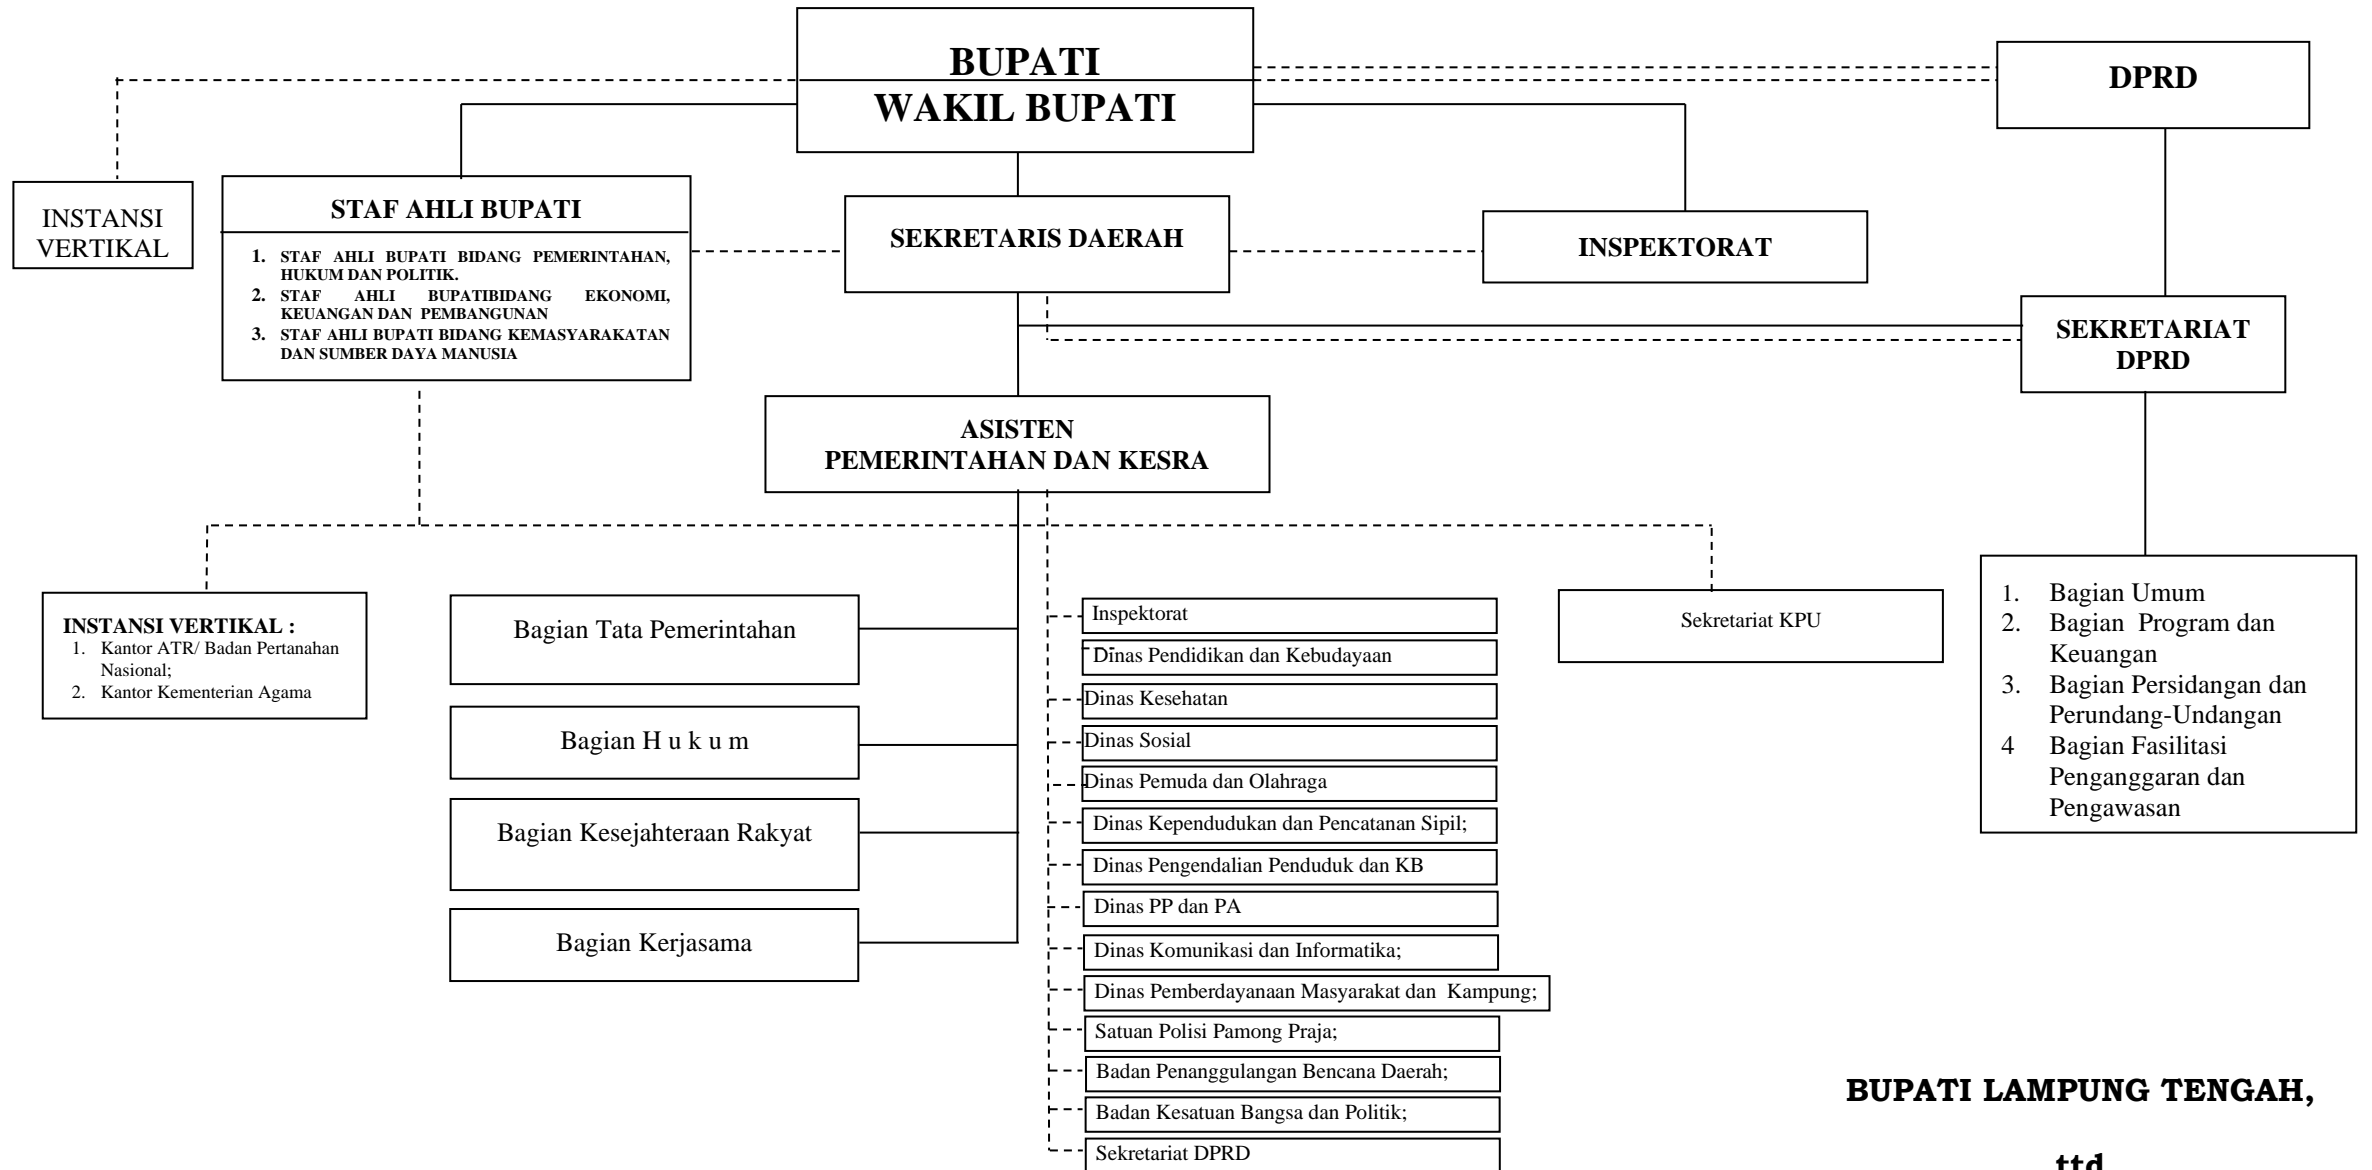 BUPATI
WAKIL BUPATI
DPRD
INSTANSI
VERTIKAL
STAF AHLI BUPATI
1. STAF AHLI BUPATI BIDANG PEMERINTAHAN,
HUKUM DAN POLITIK.
2. STAF AHLI BUPATIBIDANG EKONOMI,
KEUANGAN DAN PEMBANGUNAN
3. STAF AHLI BUPATI BIDANG KEMASYARAKATAN
DAN SUMBER DAYA MANUSIA
SEKRETARIS DAERAH
INSPEKTORAT
SEKRETARIAT
DPRD
ASISTEN
PEMERINTAHAN DAN KESRA
INSTANSI VERTIKAL :
1. Kantor ATR/ Badan Pertanahan
Nasional;
2. Kantor Kementerian Agama
Bagian Tata Pemerintahan
Bagian H u k u m
Bagian Kesejahteraan Rakyat
Bagian Kerjasama
Inspektorat
Dinas Pendidikan dan Kebudayaan
Dinas Kesehatan
Dinas Sosial
Dinas Pemuda dan Olahraga
Dinas Kependudukan dan Pencatanan Sipil;
Dinas Pengendalian Penduduk dan KB
Dinas PP dan PA
Dinas Komunikasi dan Informatika;
Dinas Pemberdayanaan Masyarakat dan Kampung;
Satuan Polisi Pamong Praja;
Badan Penanggulangan Bencana Daerah;
Badan Kesatuan Bangsa dan Politik;
Sekretariat DPRD
Sekretariat KPU
1. Bagian Umum
2. Bagian Program dan
Keuangan
3. Bagian Persidangan dan
Perundang-Undangan
4 Bagian Fasilitasi
Penganggaran dan
Pengawasan
BUPATI LAMPUNG TENGAH,
ttd